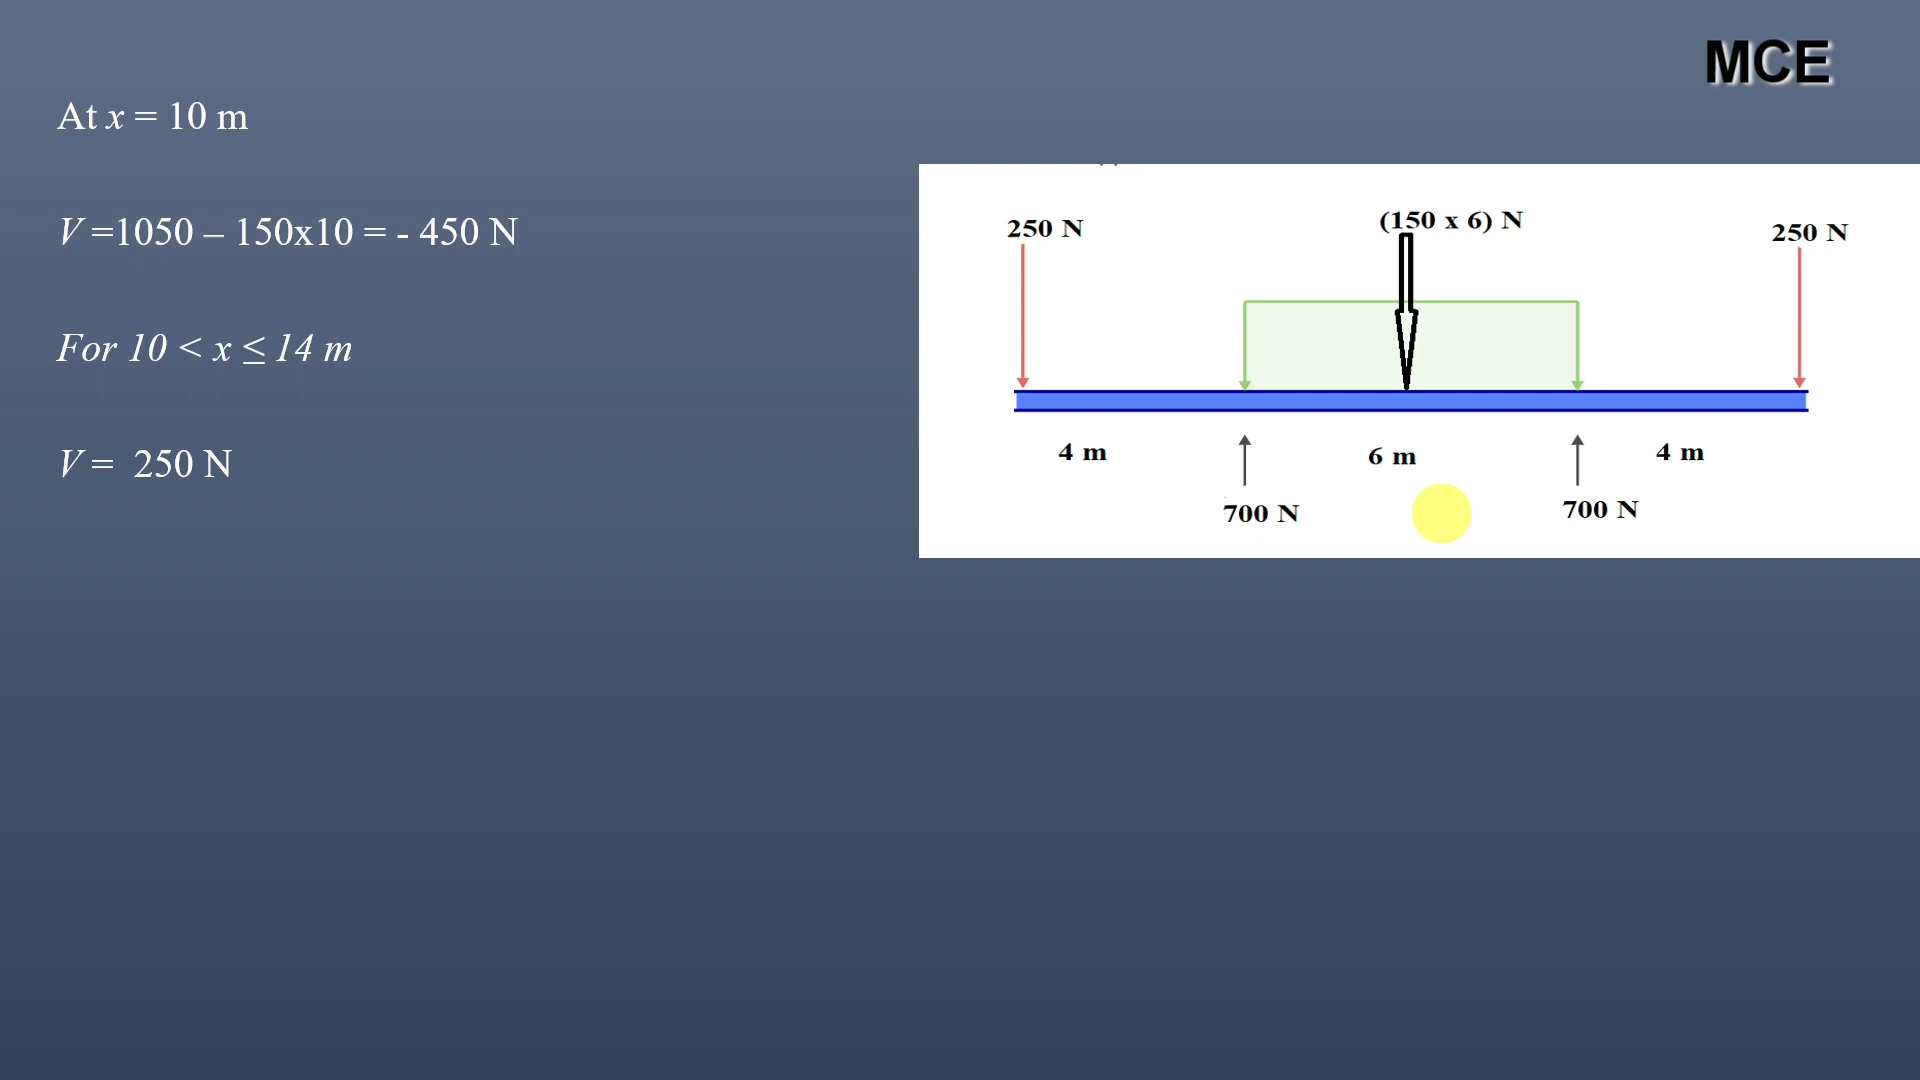 MCE
At x = 10 m
V =1050 – 150x10 = - 450 N
For 10 < x ≤ 14 m
V = 250 N
250 N
(150 x 6) N
250 N
4 m
6 m
4 m
700 N
700 N